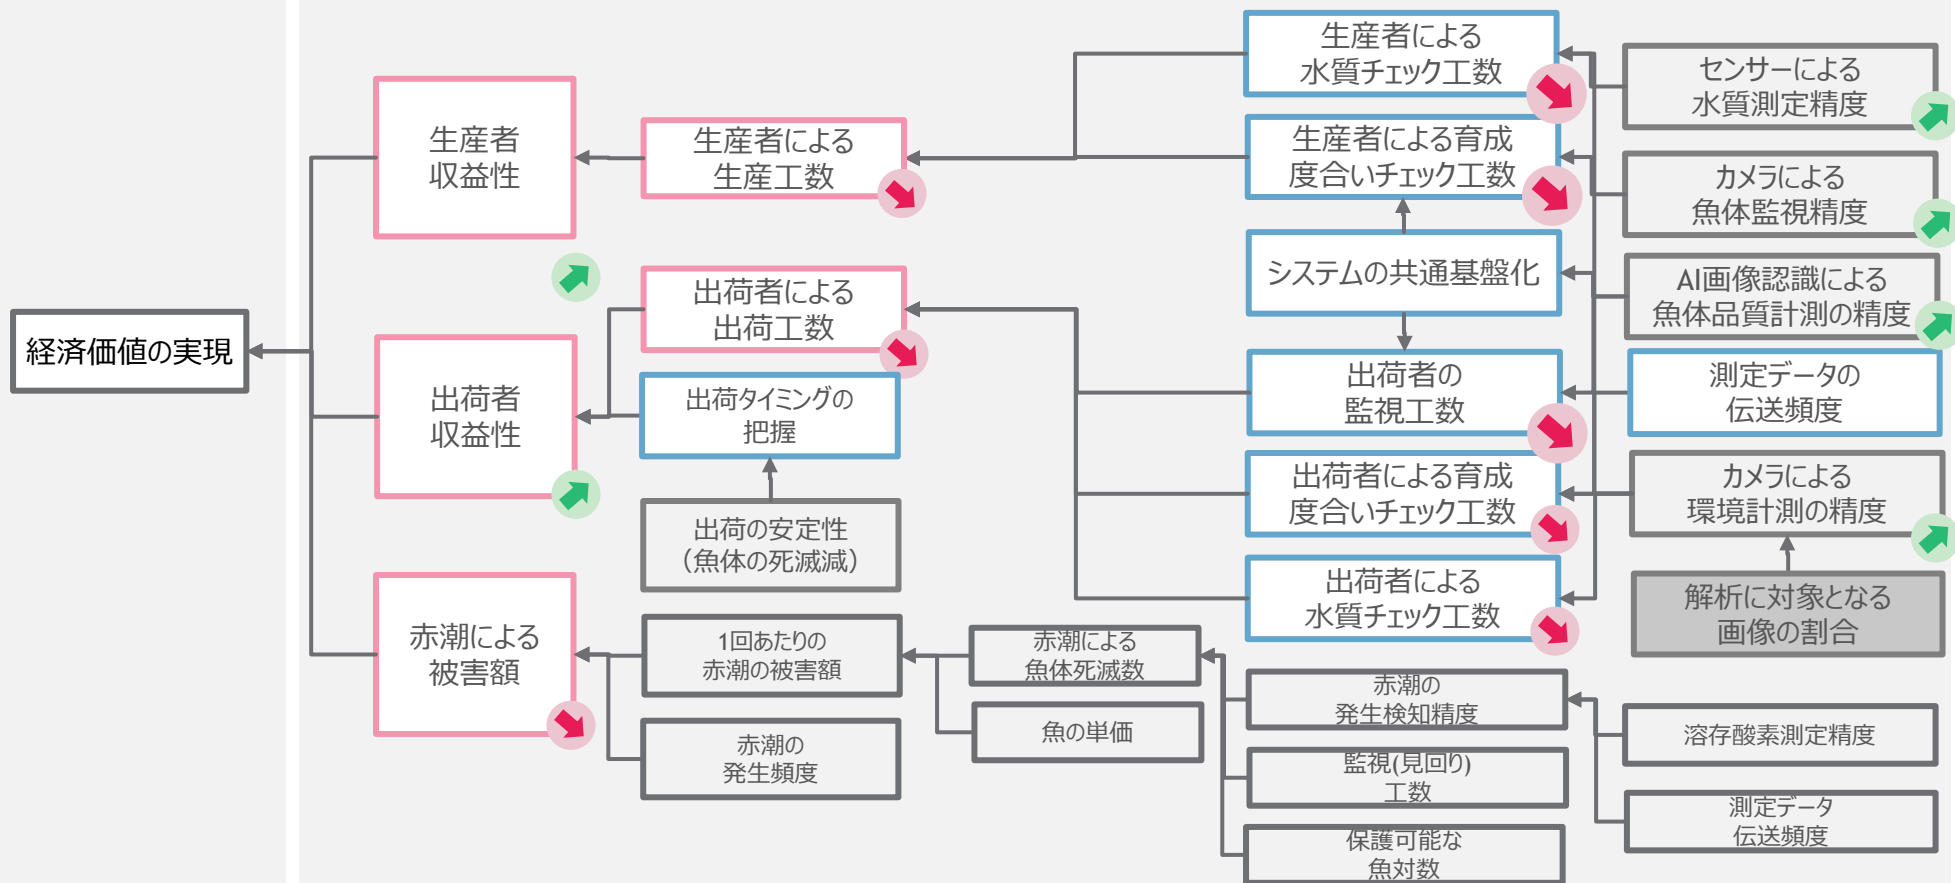 経済価値の実現
生産者
収益性
出荷者
収益性
赤潮による
被害額
生産者による
生産工数
出荷者による
出荷工数
出荷タイミングの
把握
出荷の安定性
（魚体の死滅減）
1回あたりの
赤潮の被害額
赤潮の
発生頻度
赤潮による
魚体死滅数
魚の単価
生産者による
水質チェック工数
生産者による育成
度合いチェック工数
システムの共通基盤化
出荷者の
監視工数
出荷者による育成
度合いチェック工数
出荷者による
水質チェック工数
赤潮の
発生検知精度
監視(見回り)
工数
保護可能な
魚対数
センサーによる
水質測定精度
カメラによる
魚体監視精度
AI画像認識による
魚体品質計測の精度
測定データの
伝送頻度
カメラによる
環境計測の精度
解析に対象となる
画像の割合
溶存酸素測定精度
測定データ
伝送頻度